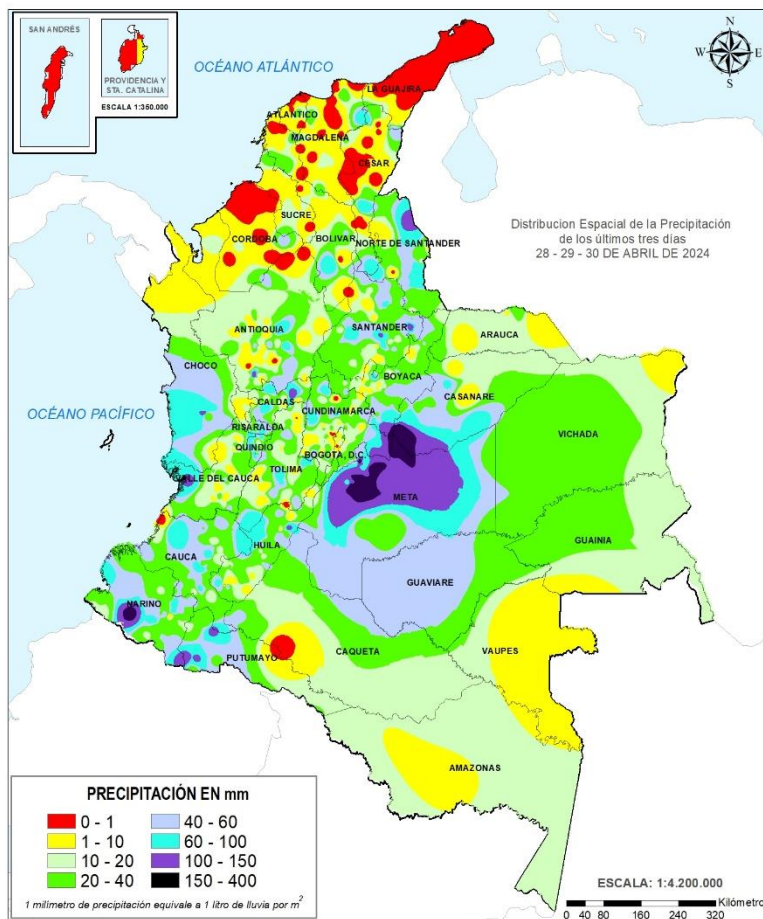 SAN ANDRÉS
PROVIDENCIA Y
STA. CATALINA
ESCALA 1:350.000
OCÉANO ATLÁNTICO
N
W E
S
LA GUAJIRA
ATLANTICO
MAGDALENA
CESAR
SUCRE
CORDOBA
BOLIVAR
NORTE DE SANTANDER
Distribucion Espacial de la Precipitación
de los últimos tres días
28 - 29 - 30 DE ABRIL DE 2024
ANTIOQUIA
SANTANDER
ARAUCA
CHOCO
BOYACA
CASANARE
OCÉANO PACÍFICO
CALDAS
CUNDINAMARCA
RISARALDA
VICHADA
QUINDIO
BOGOTA, D.C.
TOLIMA
VALLE DEL CAUCA
META
GUAINIA
CAUCA
HUILA
GUAVIARE
NARINO
PUTUMAYO
CAQUETA
VAUPES
AMAZONAS
PRECIPITACIÓN EN mm
0 - 1
40 - 60
1 - 10
60 - 100
10 - 20
100 - 150
20 - 40
150 - 400
1 milímetro de precipitación equivale a 1 litro de lluvia por m2
ESCALA: 1:4.200.000
Kilómetro
40 80 160 240 320